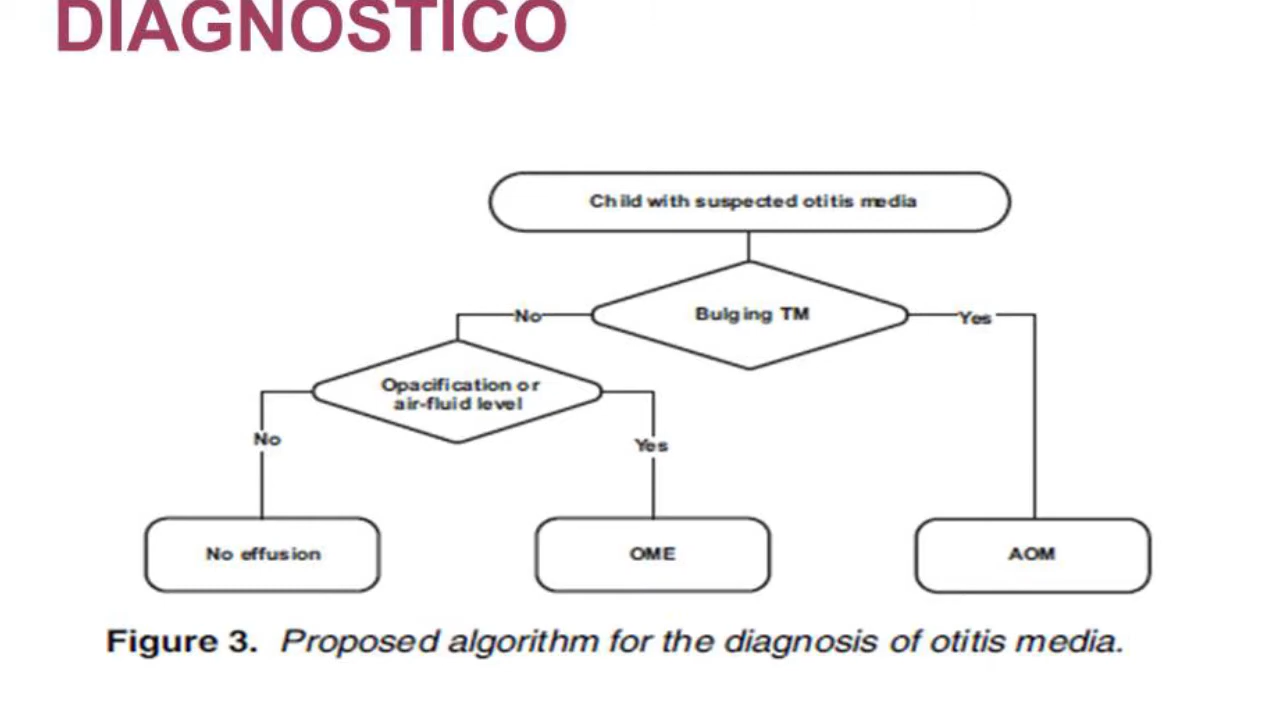 DIAGNOSTICO
Child with suspected otitis media
Bulging TM
No
Yes
Opacification or
air-fluid level
No
Yes
No effusion
OME
AOM
Figure 3. Proposed algorithm for the diagnosis of otitis media.